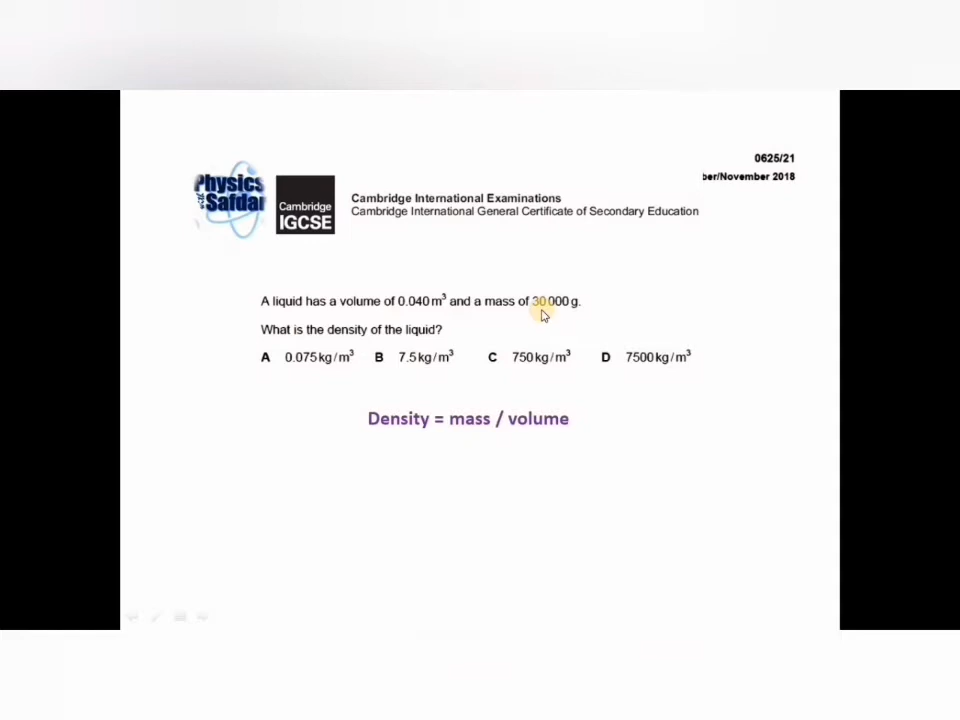 0625/21
ber/November 2018
Physics
Safdar
Cambridge
IGCSE
Cambridge International Examinations
Cambridge International General Certificate of Secondary Education
A liquid has a volume of 0.040 m³ and a mass of 30 000 g.
What is the density of the liquid?
A 0.075 kg/m³ B 7.5 kg/m³ C 750 kg/m³ D 7500 kg/m³
Density = mass / volume